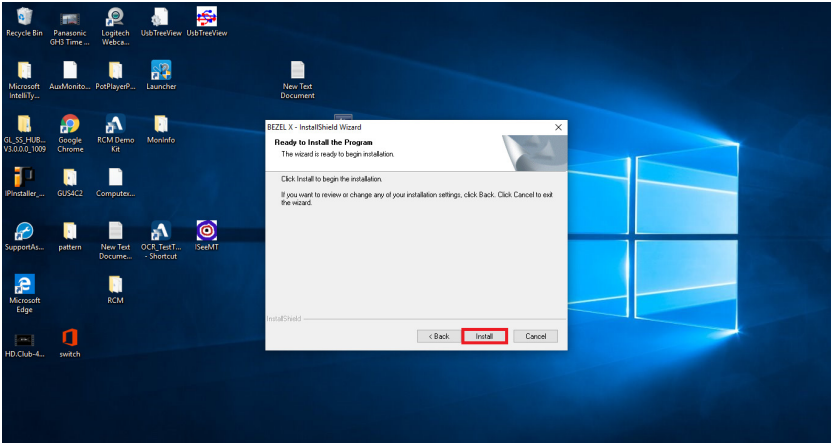 Recycle Bin
Panasonic
GH3 Time ...
Logitech
Webca...
UsbTreeView
UsbTreeView
Microsoft
IntelliTy...
AuxMonito...
PotPlayerP...
Launcher
New Text
Document
GL_SS_HUB...
V3.0.0.0_1009
Google
Chrome
RCM Demo
Kit
MonInfo
IPInstaller_...
GUS4C2
Computex...
SupportAs...
pattern
New Text
Docume...
OCR_TestT...
- Shortcut
ISeeMT
Microsoft
Edge
RCM
HD.Club-4...
switch
BEZEL X - InstallShield Wizard
Ready to Install the Program
The wizard is ready to begin installation.
Click Install to begin the installation.
If you want to review or change any of your installation settings, click Back. Click Cancel to exit
the wizard.
InstallShield
< Back
Install
Cancel